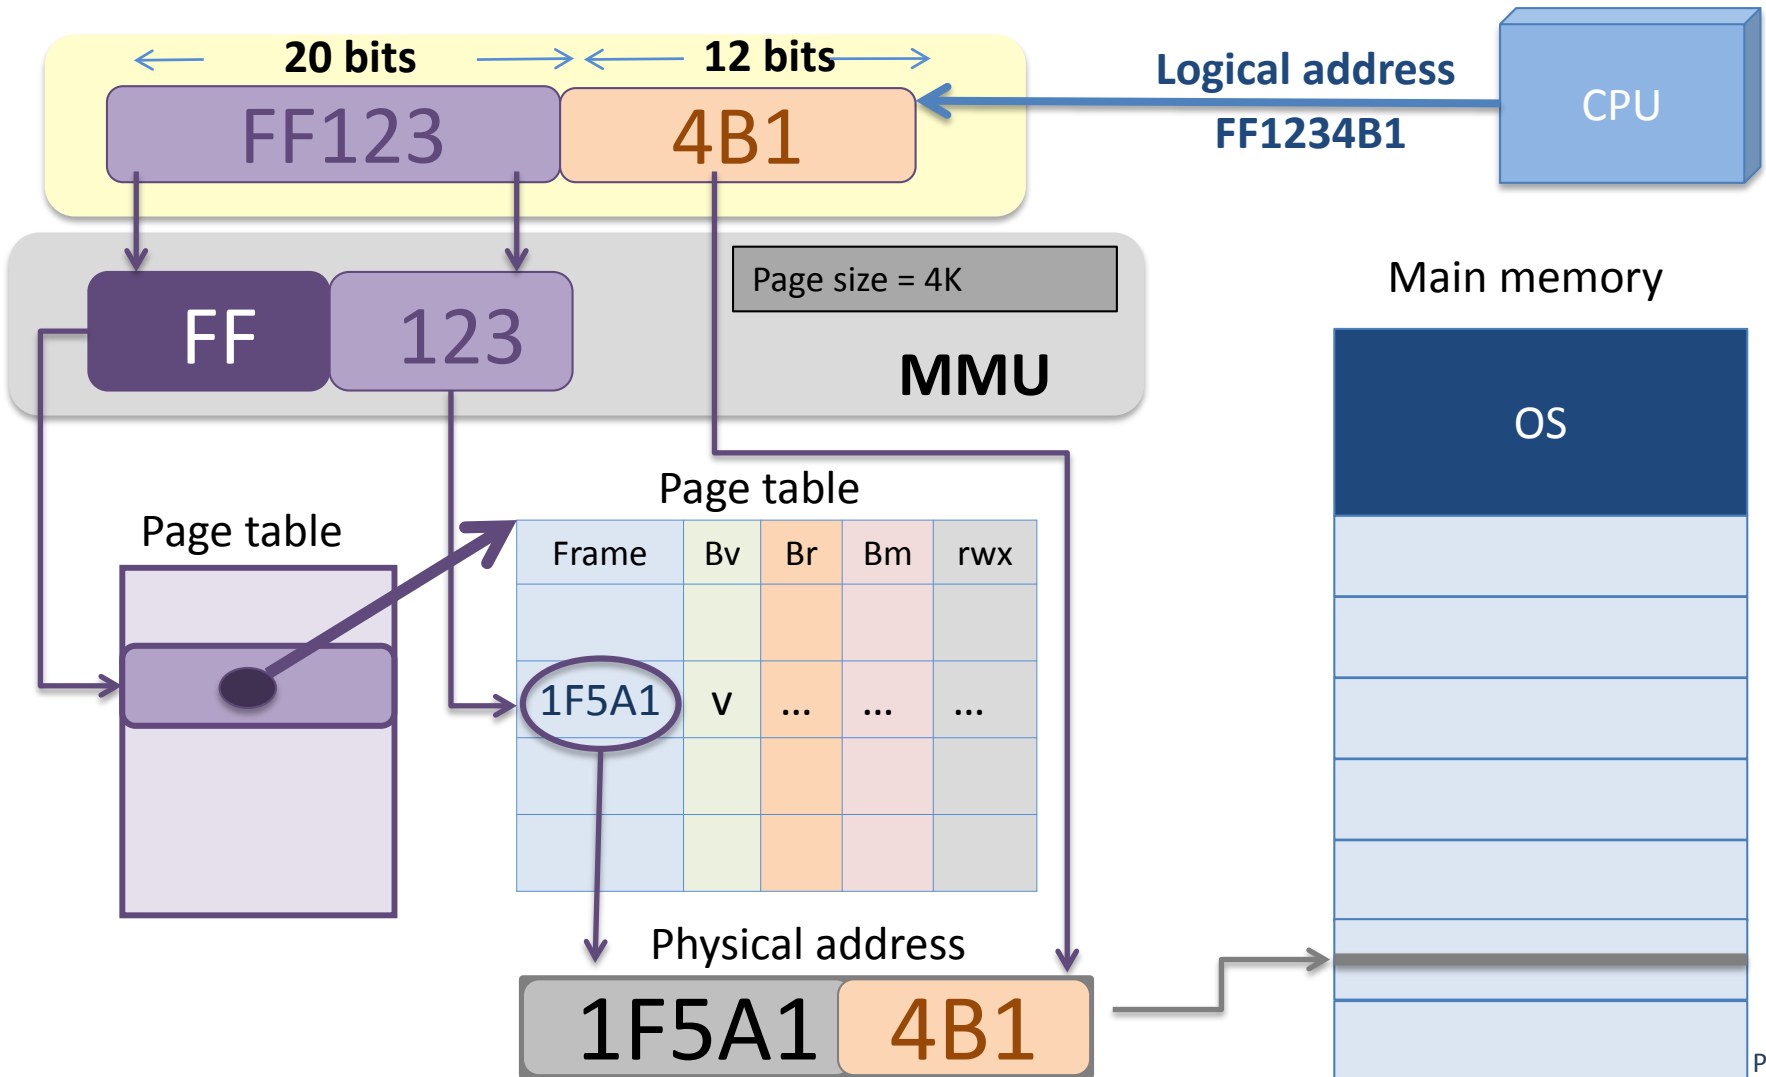 20 bits
12 bits
FF123
4B1
Logical address
FF1234B1
CPU
FF
123
Page size = 4K
MMU
Main memory
OS
Page table
Page table
Frame Bv Br Bm rwx
1F5A1 v ... ... ...
Physical address
1F5A1 4B1
P